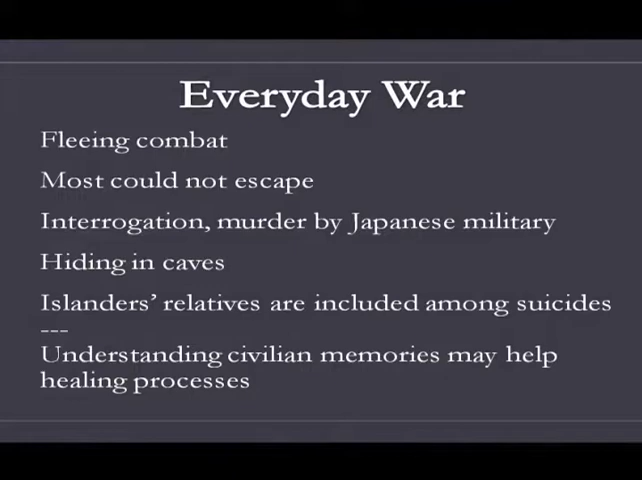 Everyday War
Fleeing combat
Most could not escape
Interrogation, murder by Japanese military
Hiding in caves
Islanders’ relatives are included among suicides
---
Understanding civilian memories may help
healing processes